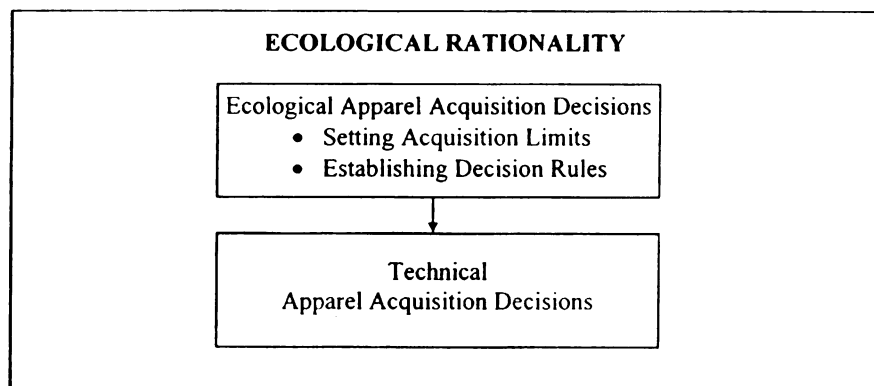 ECOLOGICAL RATIONALITY
Ecological Apparel Acquisition Decisions
• Setting Acquisition Limits
• Establishing Decision Rules
Technical
Apparel Acquisition Decisions